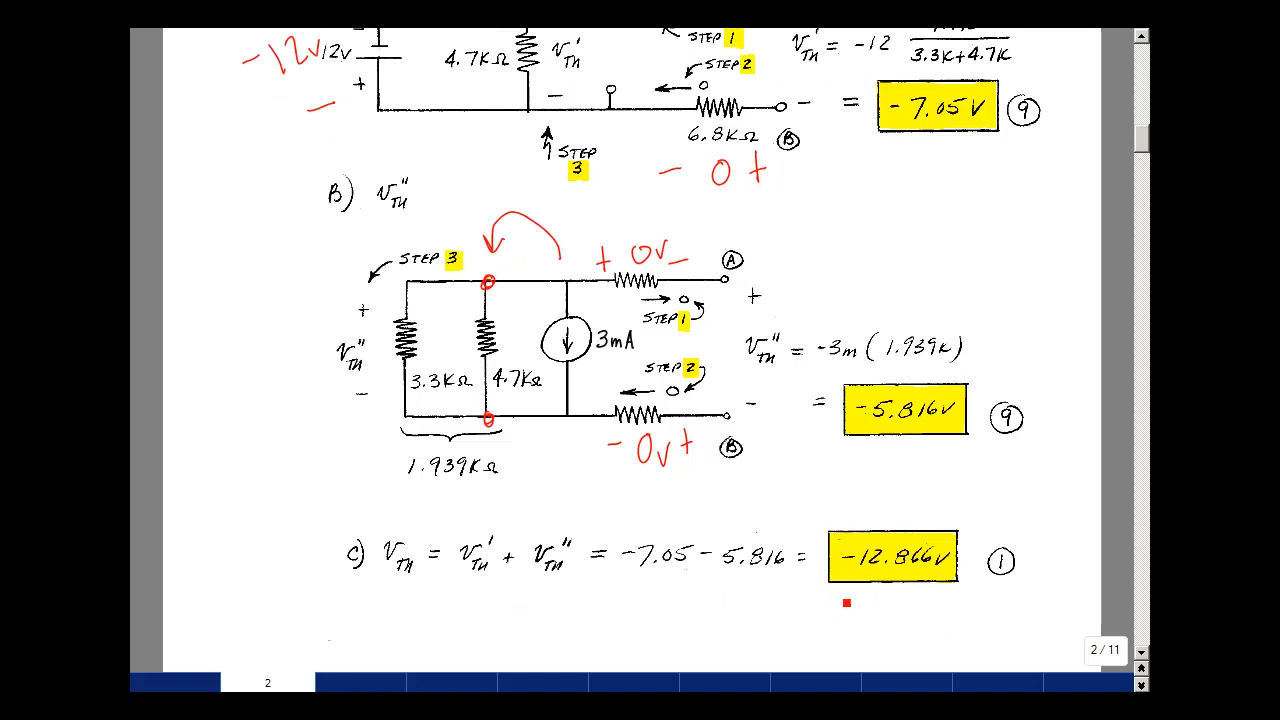 STEP 1
-12V 12V 4.7KΩ V'TH V'TH = -12 3.3K+4.7K
STEP 2
+ - - = -7.05V 9
6.8KΩ B
STEP 3
- 0 +
B) V"TH
STEP 3 + 0V - A
+ STEP 1 +
V"TH 3mA V"TH = -3m (1.939K)
STEP 2
- 3.3KΩ 4.7KΩ - = -5.816V 9
- 0V + B
1.939KΩ
C) VTH = V'TH + V"TH = -7.05 - 5.816 = -12.866V 1
2 / 11
2